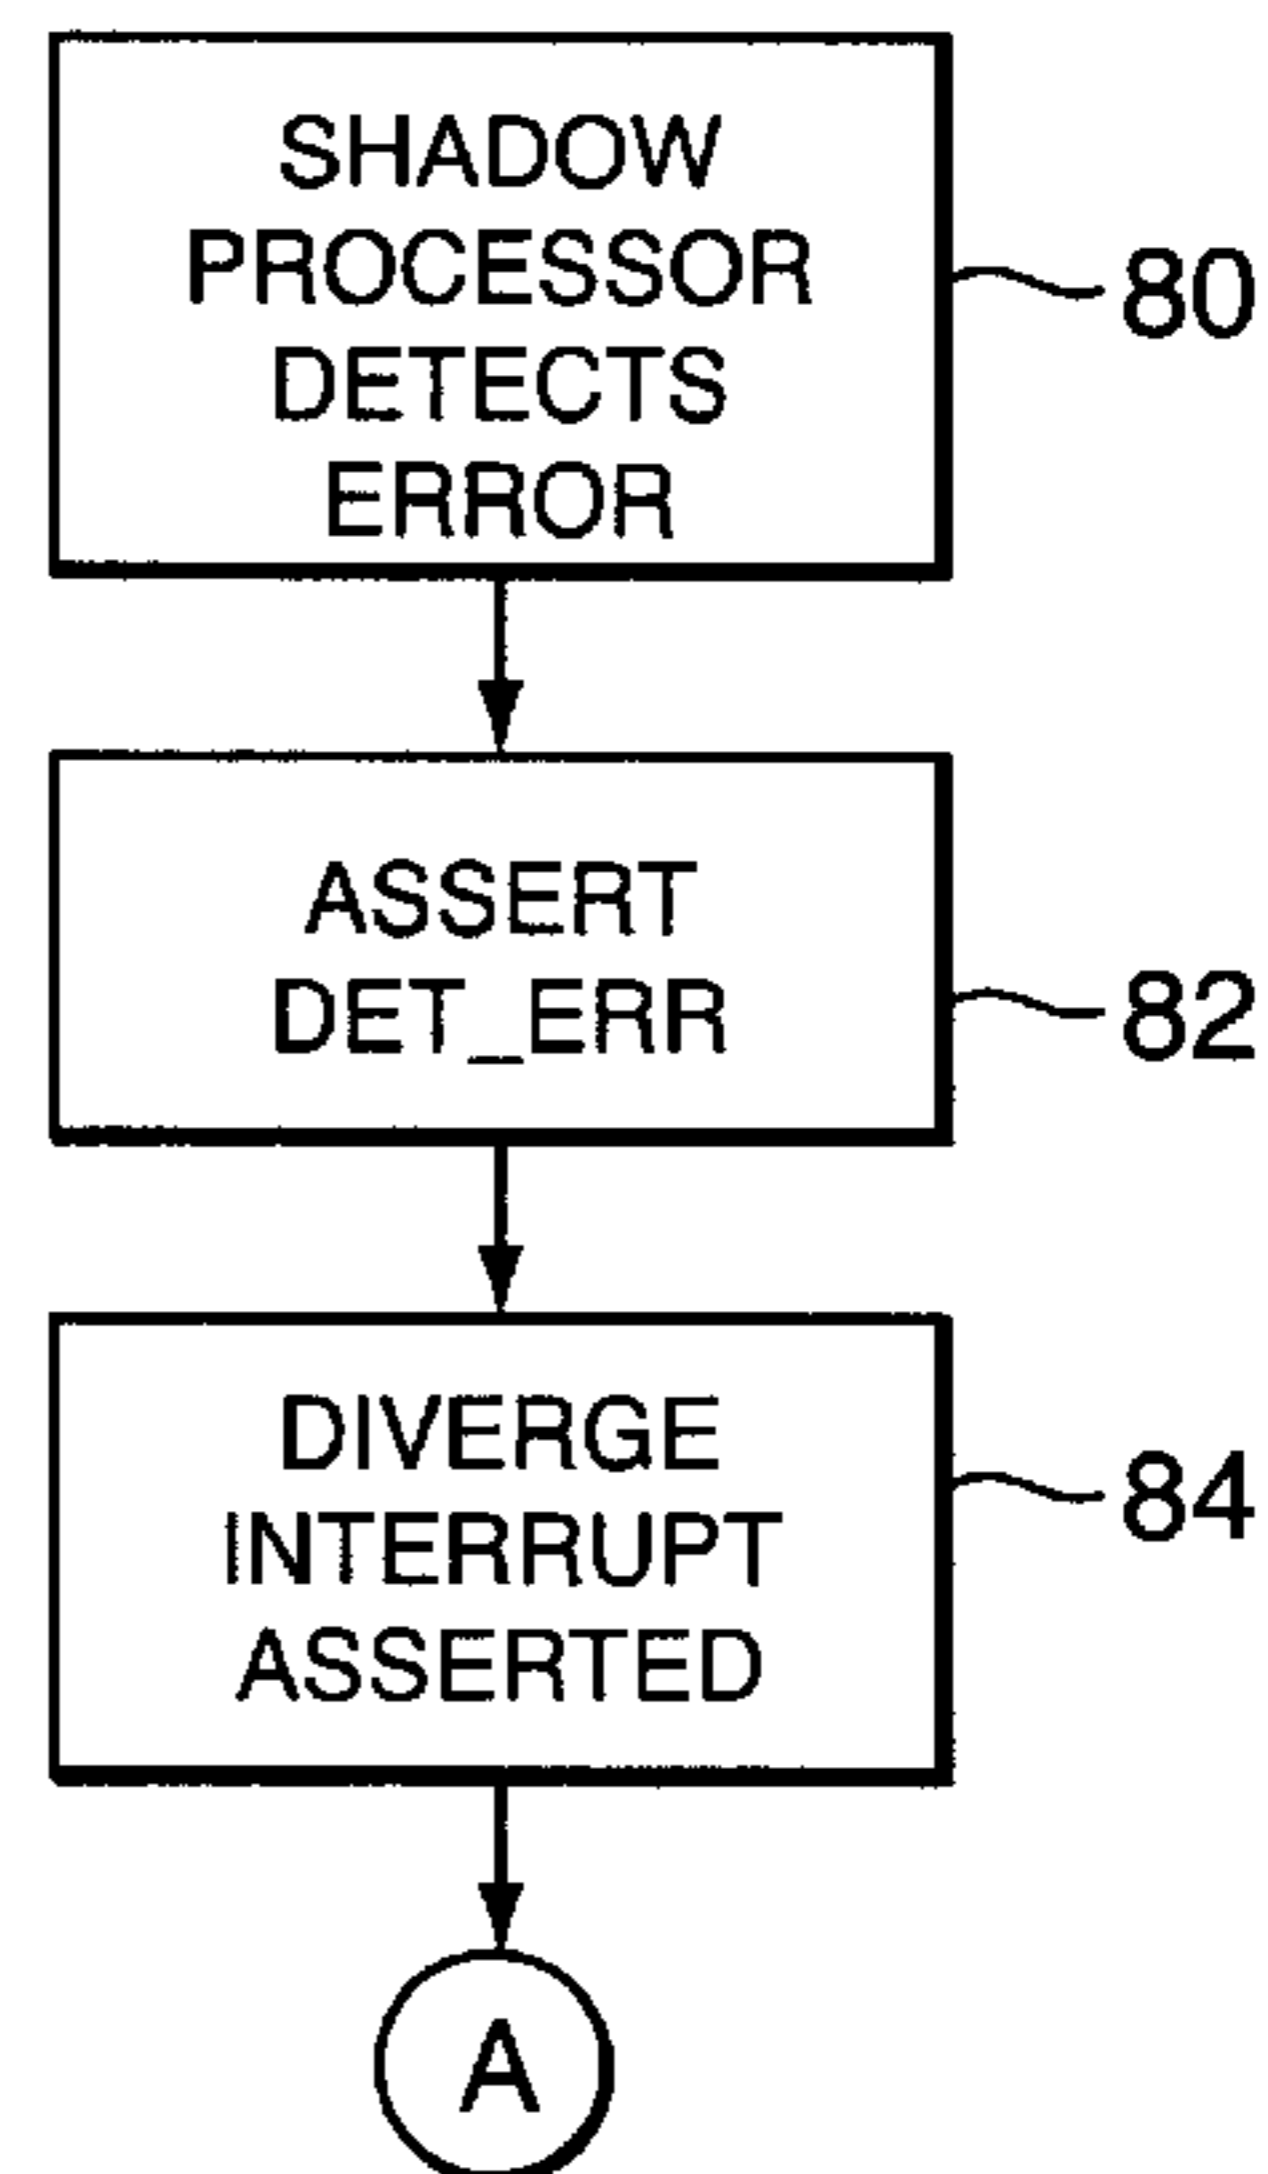 SHADOW
PROCESSOR
DETECTS
ERROR
80
ASSERT
DET_ERR
82
DIVERGE
INTERRUPT
ASSERTED
84
A